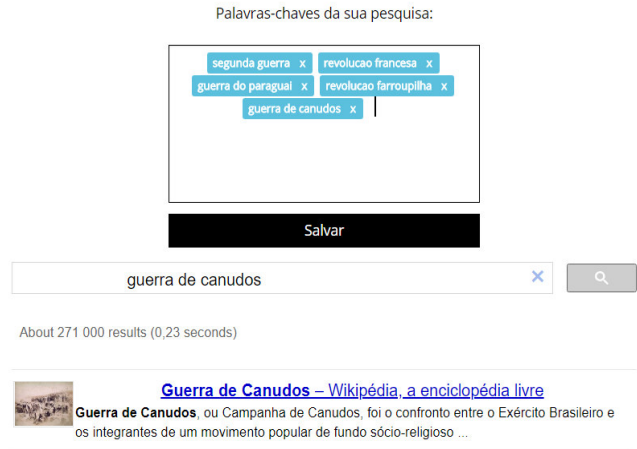 Palavras-chaves da sua pesquisa:
segunda guerra x revolucao francesa x
guerra do paraguai x revolucao farroupilha x
guerra de canudos x
Salvar
guerra de canudos ×
About 271 000 results (0,23 seconds)
Guerra de Canudos – Wikipédia, a enciclopédia livre
Guerra de Canudos, ou Campanha de Canudos, foi o confronto entre o Exército Brasileiro e
os integrantes de um movimento popular de fundo sócio-religioso ...